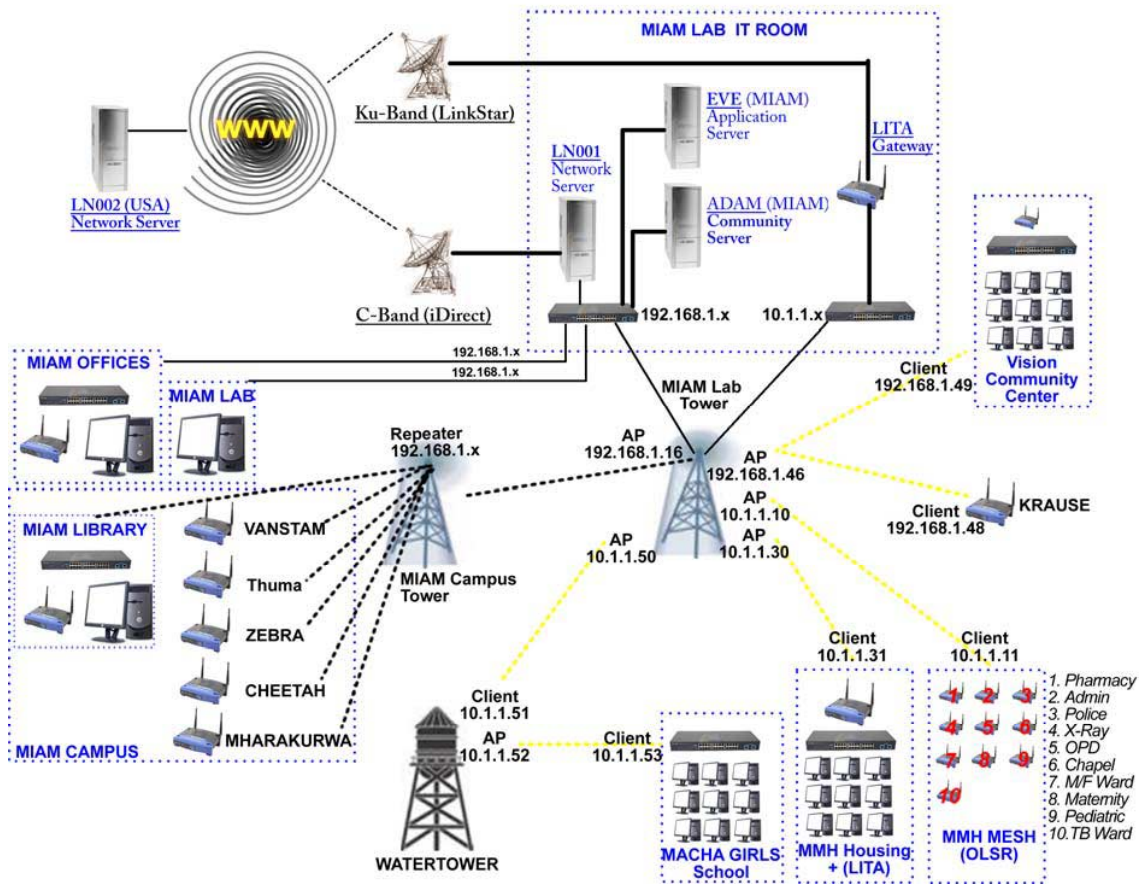 MIAM LAB IT ROOM
www
Ku-Band (LinkStar)
EVE (MIAM)
Application
Server
LITA
Gateway
LN001
Network
Server
LN002 (USA)
Network Server
ADAM (MIAM)
Community
Server
C-Band (iDirect)
192.168.1.x
10.1.1.x
192.168.1.x
192.168.1.x
MIAM OFFICES
MIAM LAB
MIAM Lab
Tower
Client
192.168.1.49
Vision
Community
Center
Repeater
192.168.1.x
AP
192.168.1.16
AP
192.168.1.46
AP
10.1.1.10
AP
10.1.1.30
Client
192.168.1.48
KRAUSE
MIAM LIBRARY
VANSTAM
Thuma
ZEBRA
CHEETAH
MHARAKURWA
MIAM CAMPUS
MIAM Campus
Tower
AP
10.1.1.50
Client
10.1.1.51
AP
10.1.1.52
WATERTOWER
Client
10.1.1.53
MACHA GIRLS
School
Client
10.1.1.31
MMH Housing
+ (LITA)
Client
10.1.1.11
1 2 3
4 5 6
7 8 9
10
MMH MESH
(OLSR)
1. Pharmacy
2. Admin
3. Police
4. X-Ray
5. OPD
6. Chapel
7. M/F Ward
8. Maternity
9. Pediatric
10.TB Ward